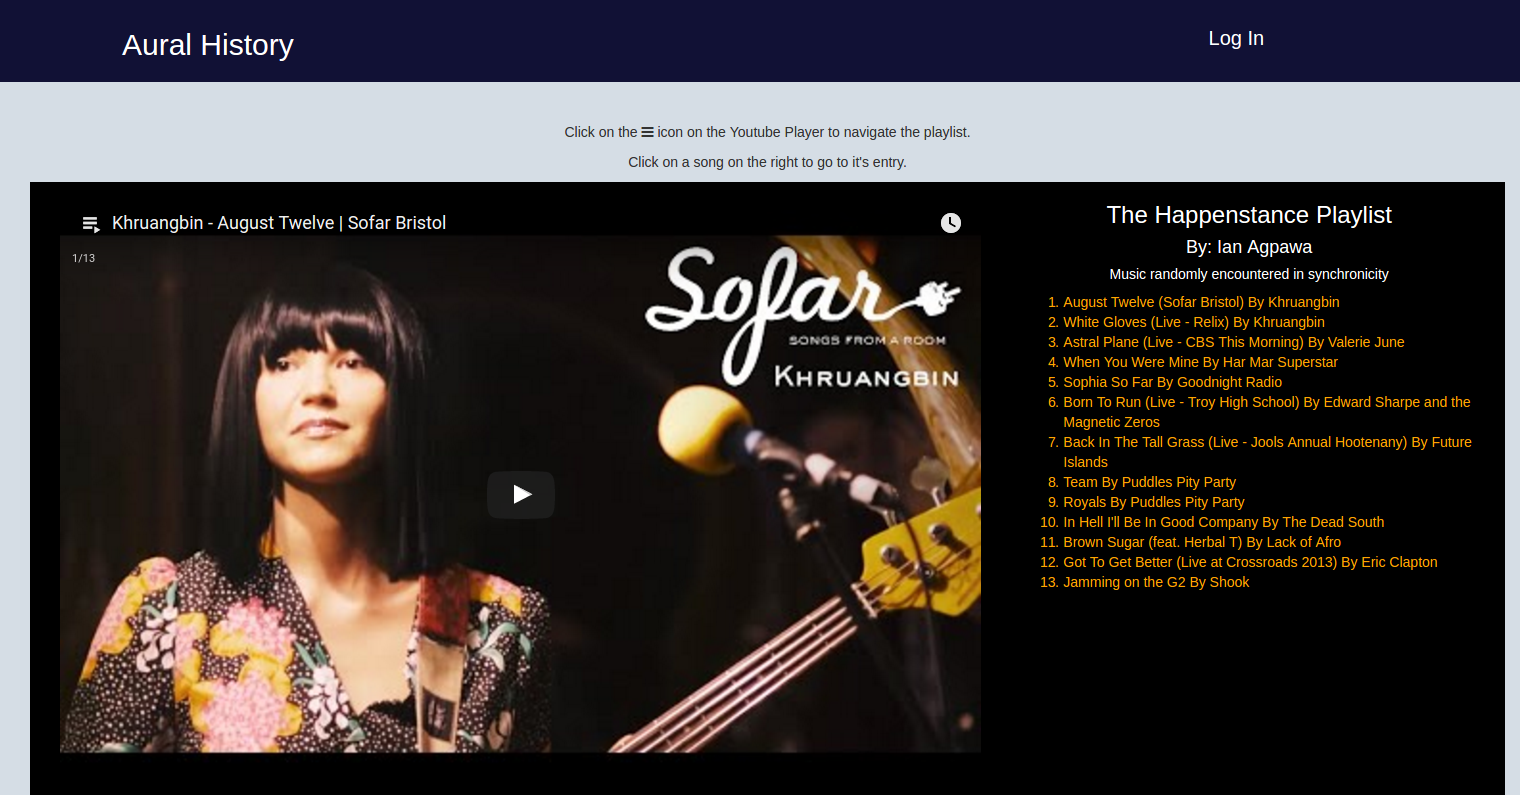 Aural History
Log In
Click on the icon on the Youtube Player to navigate the playlist.
Click on a song on the right to go to it's entry.
Khruangbin - August Twelve | Sofar Bristol
1/13
Sofar
SONGS FROM A ROOM
KHRUANGBIN
The Happenstance Playlist
By: Ian Agpawa
Music randomly encountered in synchronicity
1. August Twelve (Sofar Bristol) By Khruangbin
2. White Gloves (Live - Relix) By Khruangbin
3. Astral Plane (Live - CBS This Morning) By Valerie June
4. When You Were Mine By Har Mar Superstar
5. Sophia So Far By Goodnight Radio
6. Born To Run (Live - Troy High School) By Edward Sharpe and the
Magnetic Zeros
7. Back In The Tall Grass (Live - Jools Annual Hootenany) By Future
Islands
8. Team By Puddles Pity Party
9. Royals By Puddles Pity Party
10. In Hell I'll Be In Good Company By The Dead South
11. Brown Sugar (feat. Herbal T) By Lack of Afro
12. Got To Get Better (Live at Crossroads 2013) By Eric Clapton
13. Jamming on the G2 By Shook